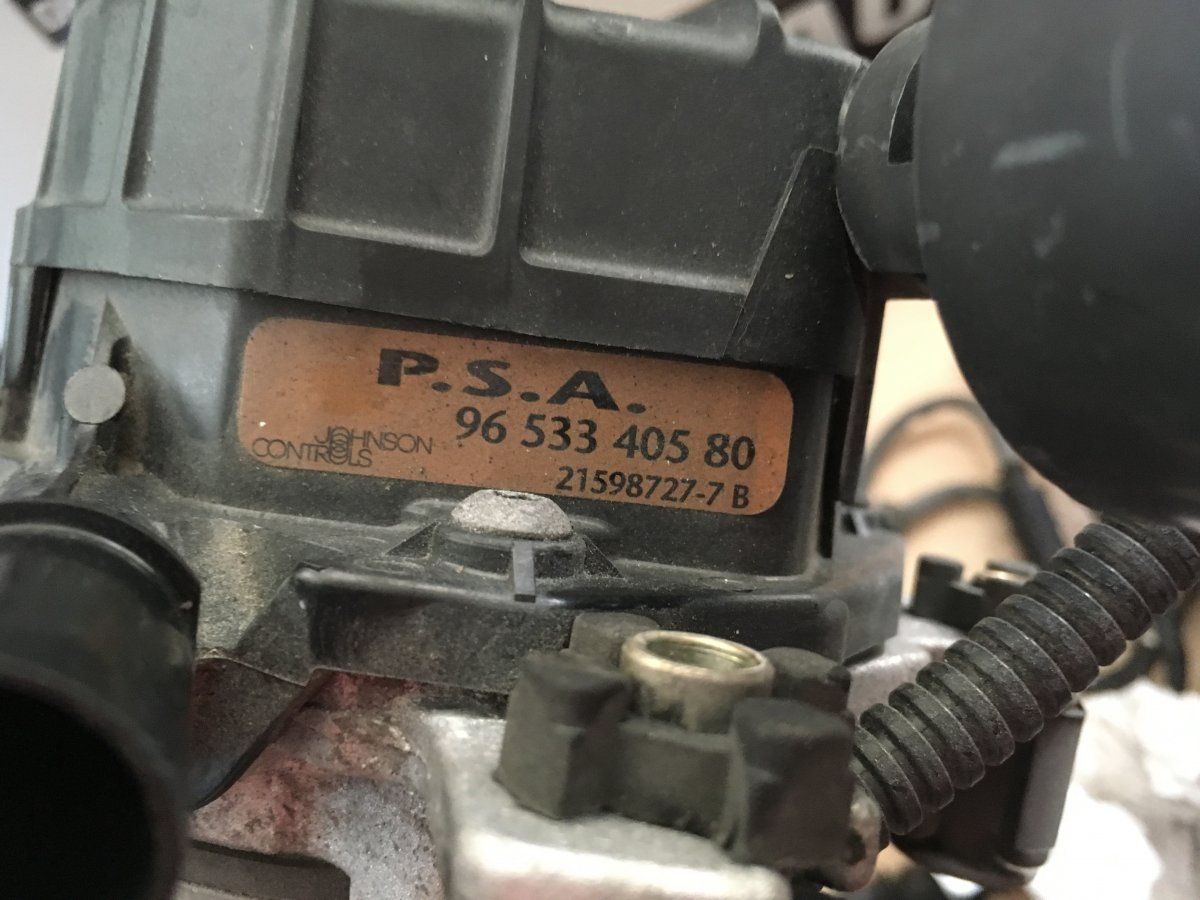 P.S.A.
96 533 405 80
JOHNSON
CONTROLS
21598727-7 B